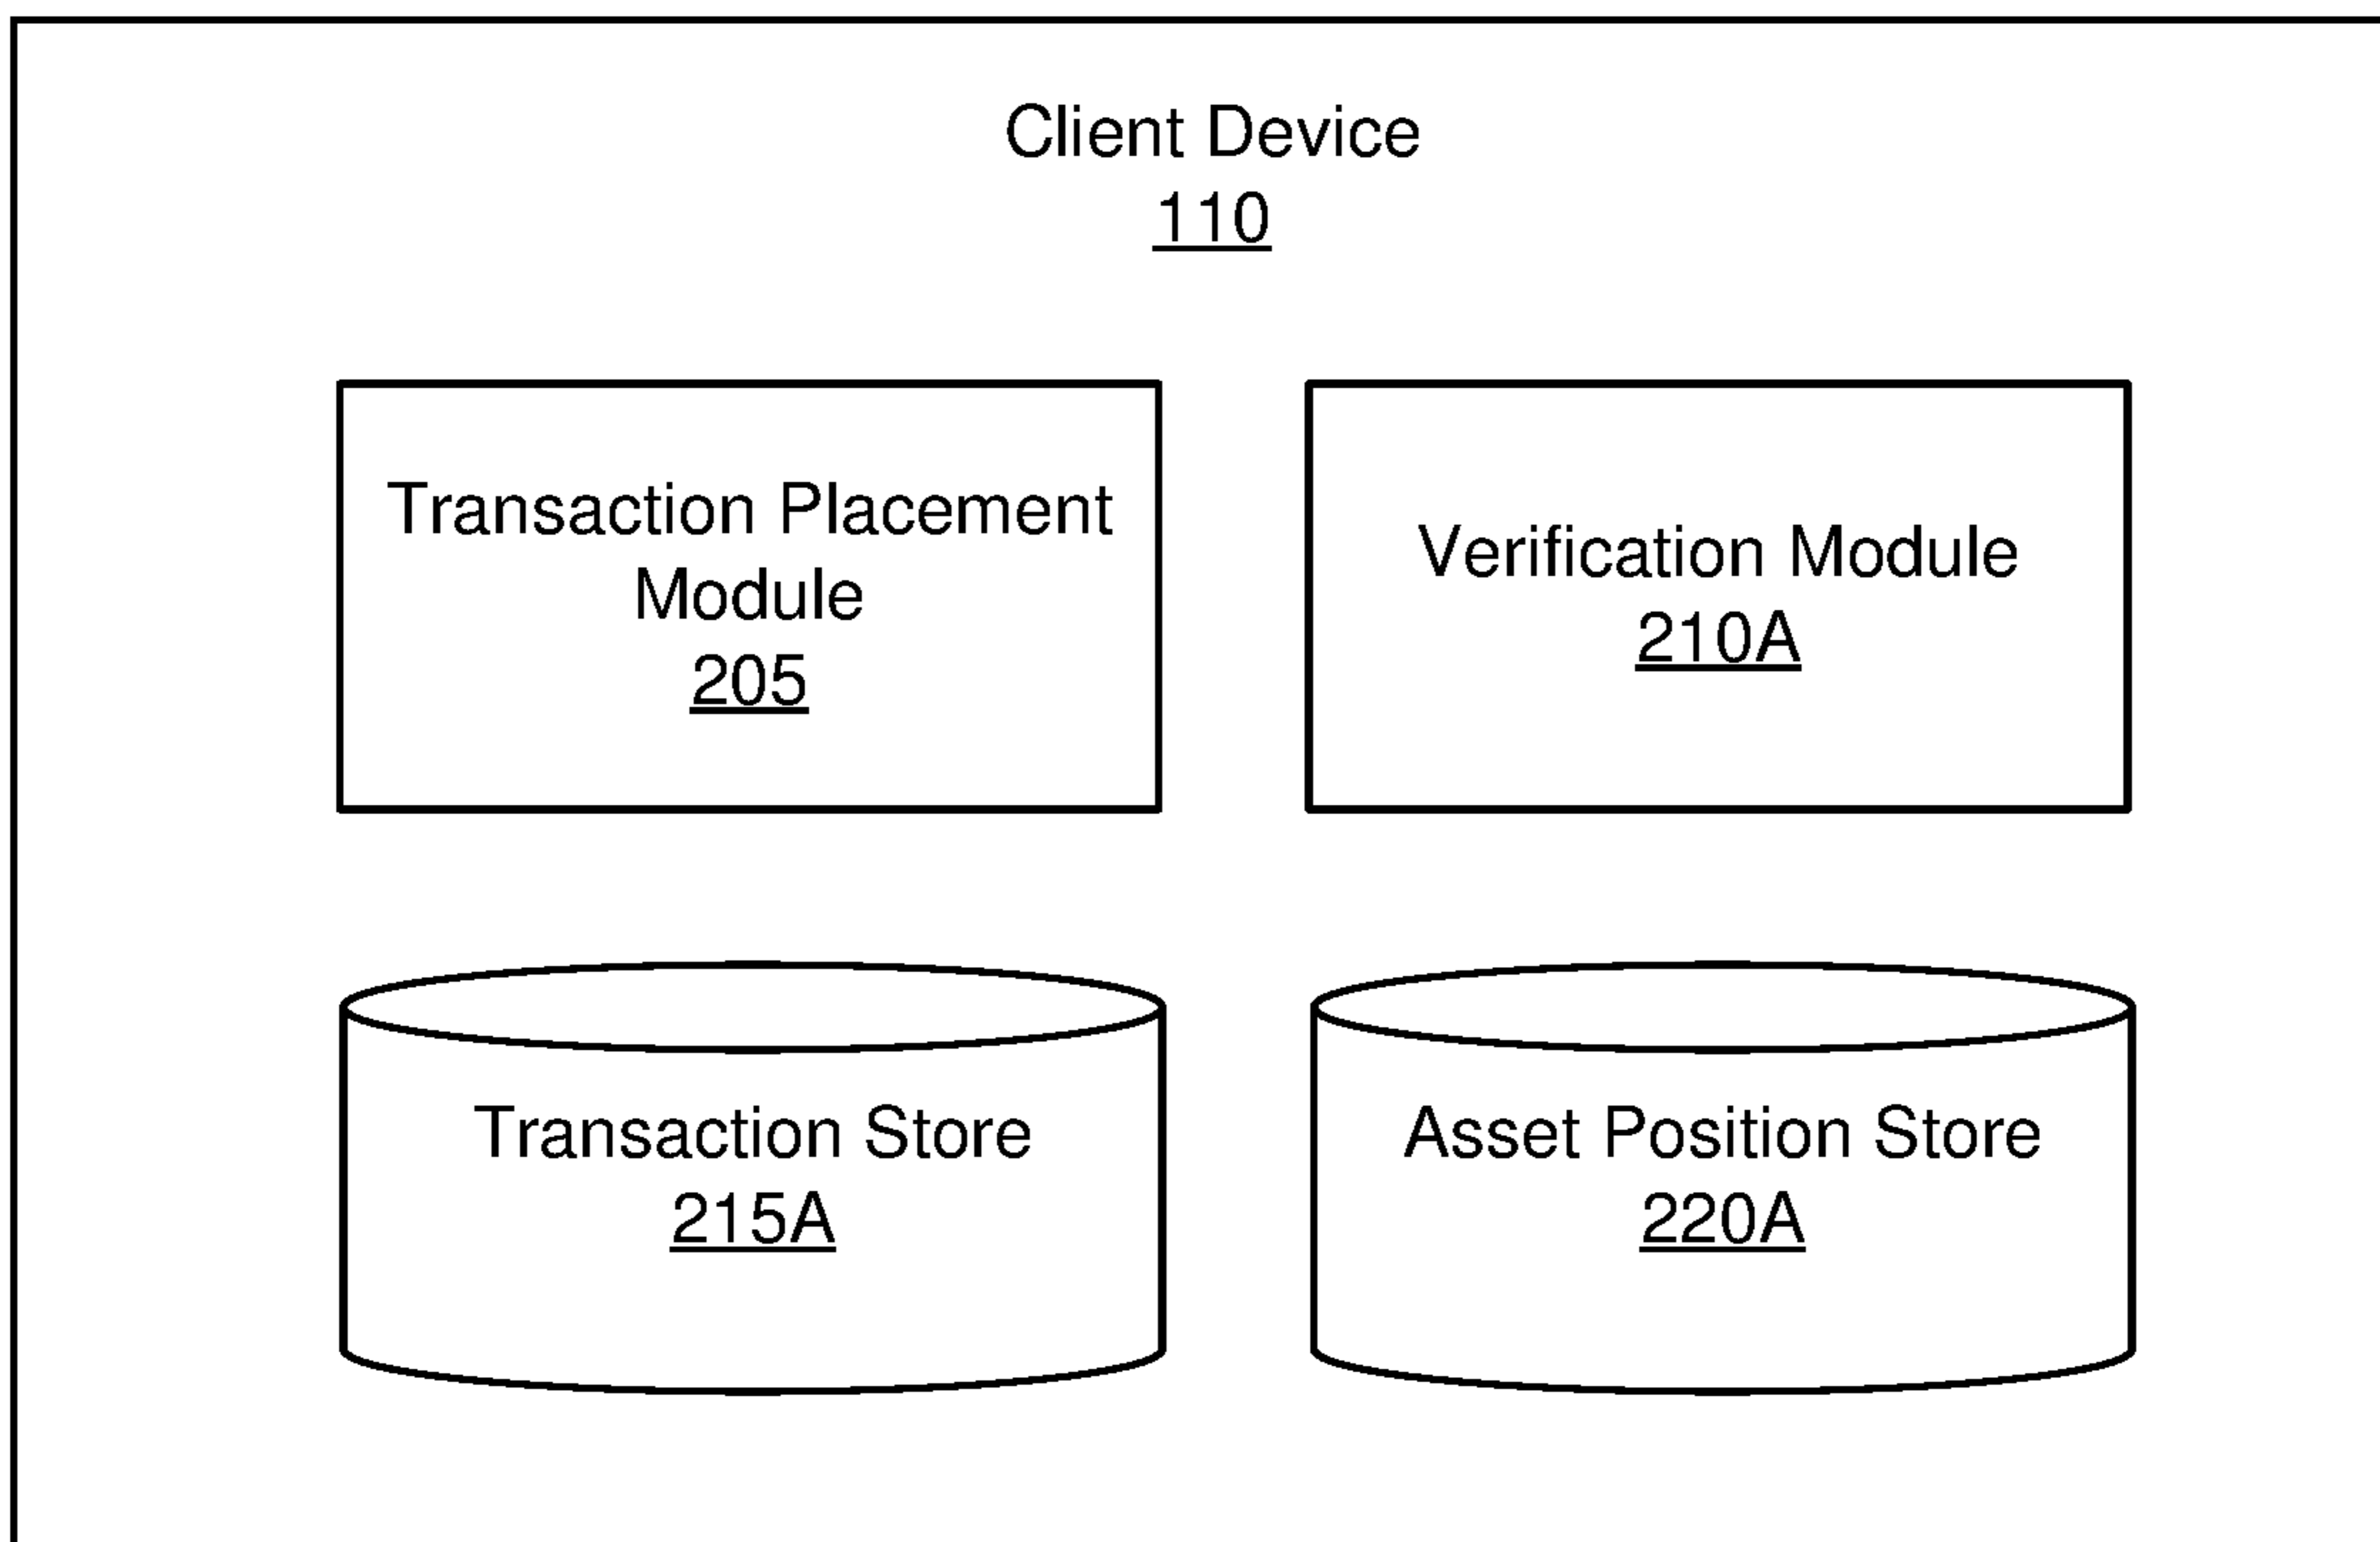 Client Device
110
Transaction Placement
Module
205
Verification Module
210A
Transaction Store
215A
Asset Position Store
220A